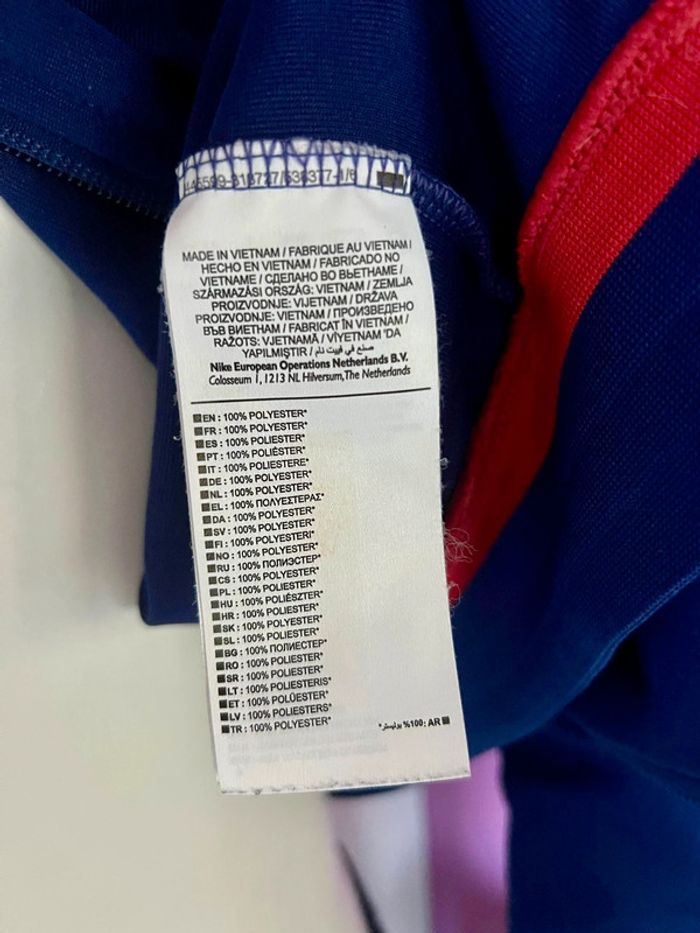 MADE IN VIETNAM / FABRIQUE AU VIETNAM /
HECHO EN VIETNAM / FABRICADO NO
VIETNAME / СДЕЛАНО ВО ВЬЕТНАМЕ /
SZÁRMAZÁSI ORSZÁG: VIETNAM / ZEMLJA
PROIZVODNJE: VIJETNAM / DRŽAVA
PROIZVODNJE: VIETNAM / ПРОИЗВЕДЕНО
ВЪВ ВИЕТНАМ / FABRICAT ÎN VIETNAM /
RAŽOTS: VJETNAMĀ / VİYETNAM 'DA
YAPILMIŞTIR / صنع في فييت نام
Nike European Operations Netherlands B.V.
Colosseum 1, 1213 NL Hilversum, The Netherlands
EN : 100% POLYESTER*
FR : 100% POLYESTER*
ES : 100% POLIESTER*
PT : 100% POLIÉSTER*
IT : 100% POLIESTERE*
DE : 100% POLYESTER*
NL : 100% POLYESTER*
EL : 100% ΠΟΛΥΕΣΤΕΡΑΣ*
DA : 100% POLYESTER*
SV : 100% POLYESTER*
FI : 100% POLYESTERI*
NO : 100% POLYESTER*
RU : 100% ПОЛИЭСТЕР*
CS : 100% POLYESTER*
PL : 100% POLIESTER*
HU : 100% POLIÉSZTER*
HR : 100% POLIESTER*
SK : 100% POLYESTER*
SL : 100% POLIESTER*
BG : 100% ПОЛИЕСТЕР*
RO : 100% POLIESTER*
SR : 100% POLIESTER*
LT : 100% POLIESTERIS*
ET : 100% POLÜESTER*
LV : 100% POLIESTERS*
TR : 100% POLYESTER*
AR :100% بوليستر*